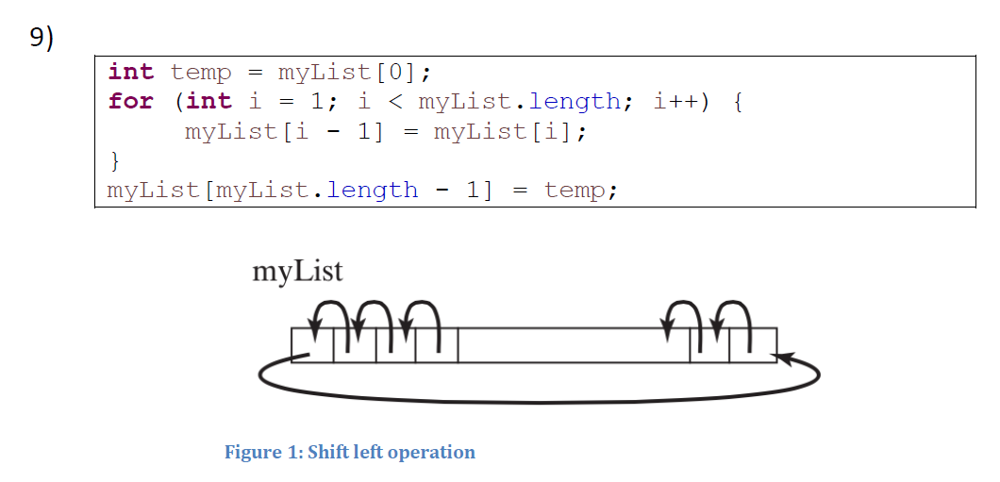 9)
int temp = myList[0];
for (int i = 1; i < myList.length; i++) {
myList[i - 1] = myList[i];
}
myList[myList.length - 1] = temp;
myList
Figure 1: Shift left operation